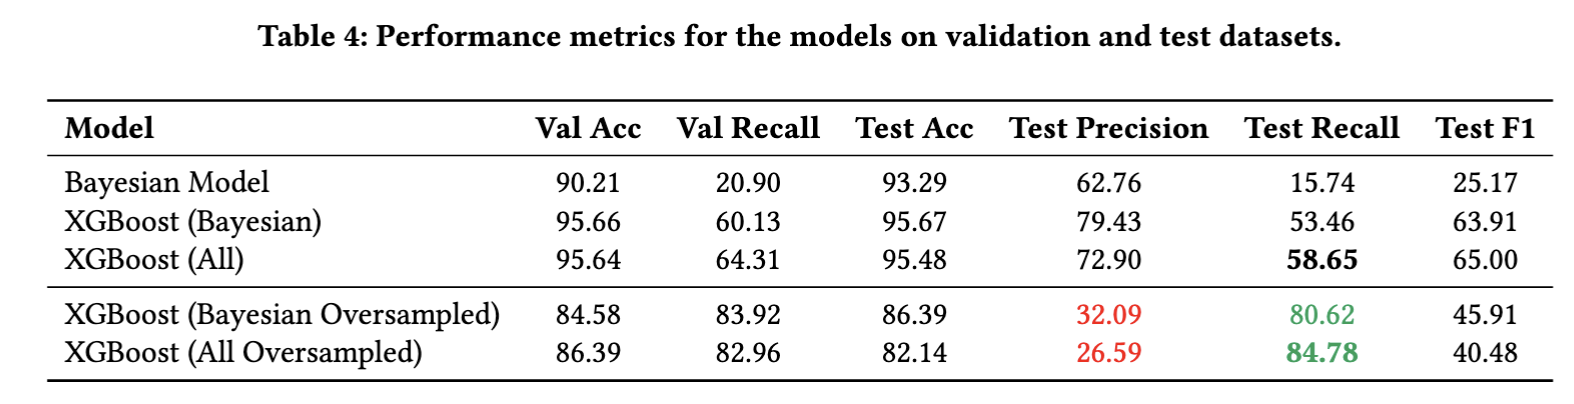 Table 4: Performance metrics for the models on validation and test datasets.
Model Val Acc Val Recall Test Acc Test Precision Test Recall Test F1
Bayesian Model 90.21 20.90 93.29 62.76 15.74 25.17
XGBoost (Bayesian) 95.66 60.13 95.67 79.43 53.46 63.91
XGBoost (All) 95.64 64.31 95.48 72.90 58.65 65.00
XGBoost (Bayesian Oversampled) 84.58 83.92 86.39 32.09 80.62 45.91
XGBoost (All Oversampled) 86.39 82.96 82.14 26.59 84.78 40.48